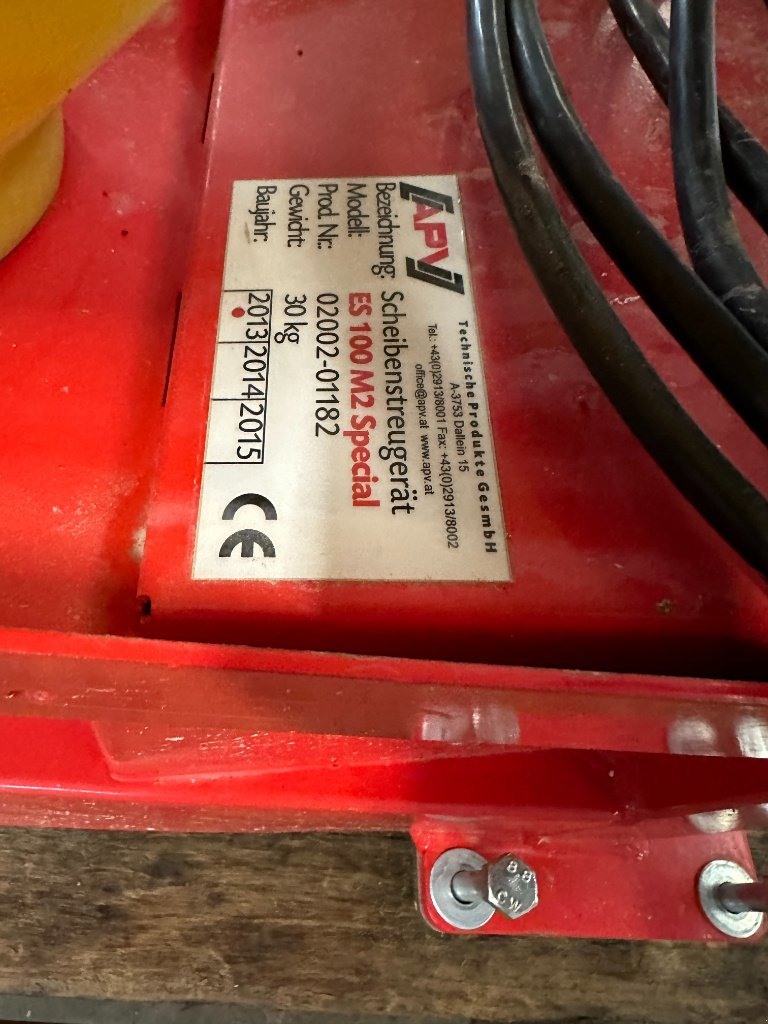 [APV]
Technische Produkte GesmbH
A-3753 Dallein 15
Tel.: +43(0)2913/8001 Fax: +43(0)2913/8002
office@apv.at www.apv.at
Bezeichnung: Scheibenstreugerät
Modell: ES 100 M2 Special
Prod. Nr.: 02002-01182
Gewicht: 30 kg
Baujahr: 2013 2014 2015
CE
8.8
CW